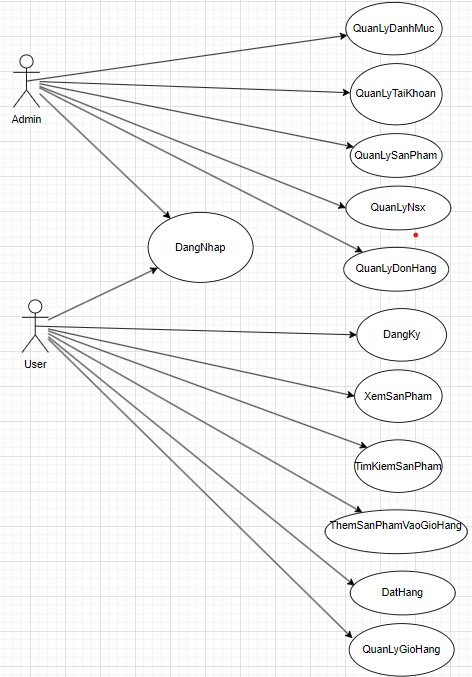 QuanLyDanhMuc
QuanLyTaiKhoan
Admin
QuanLySanPham
QuanLyNsx
DangNhap
QuanLyDonHang
DangKy
User
XemSanPham
TimKiemSanPham
ThemSanPhamVaoGioHang
DatHang
QuanLyGioHang